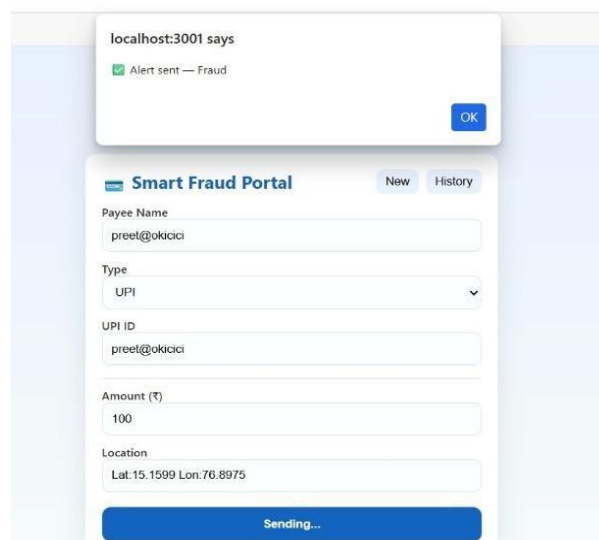 localhost:3001 says
✅ Alert sent — Fraud
OK
💳 Smart Fraud Portal New History
Payee Name
preet@okicici
Type
UPI
UPI ID
preet@okicici
Amount (₹)
100
Location
Lat:15.1599 Lon:76.8975
Sending...